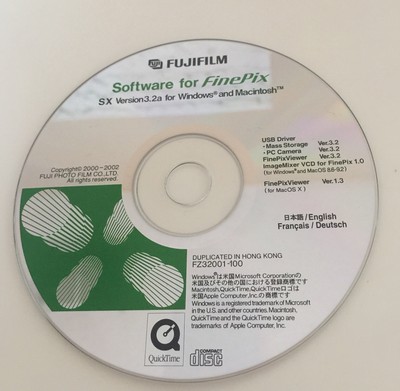 FUJIFILM
Software for FinePix
SX Version3.2a for Windows® and Macintosh™
USB Driver
・Mass Storage Ver.3.2
・PC Camera Ver.3.2
FinePixViewer Ver.3.2
ImageMixer VCD for FinePix 1.0
(for Windows and MacOS 8.6-9.2)
FinePixViewer Ver.1.3
(for MacOS X)
Copyright© 2000-2002
FUJI PHOTO FILM CO.,LTD.
All rights reserved.
日本語/English
Français/Deutsch
DUPLICATED IN HONG KONG
FZ32001-100
Windows®は米国Microsoft Corporationの
米国及びその他の国における登録商標です
Macintosh,QuickTime,QuickTimeロゴは
米国Apple Computer,Inc.の商標です
Windows is a registered trademark of Microsoft
in the U.S. and other countries. Macintosh,
QuickTime and the QuickTime logo are
trademarks of Apple Computer, Inc.
QuickTime
COMPACT
disc